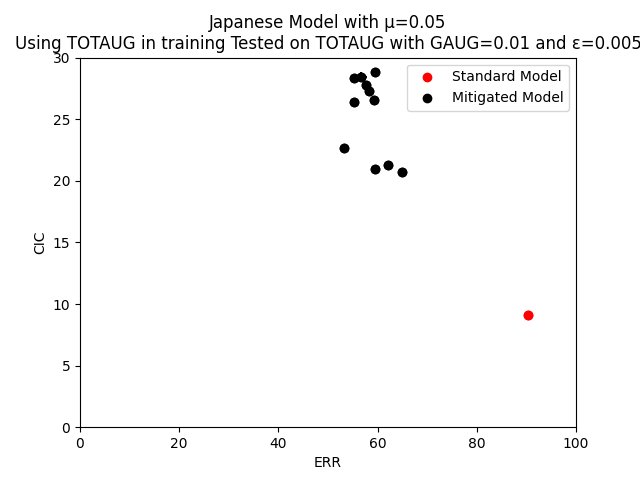 Japanese Model with μ=0.05
Using TOTAUG in training Tested on TOTAUG with GAUG=0.01 and ε=0.005
Standard Model
Mitigated Model
30
25
20
15
10
5
0
CIC
0 20 40 60 80 100
ERR